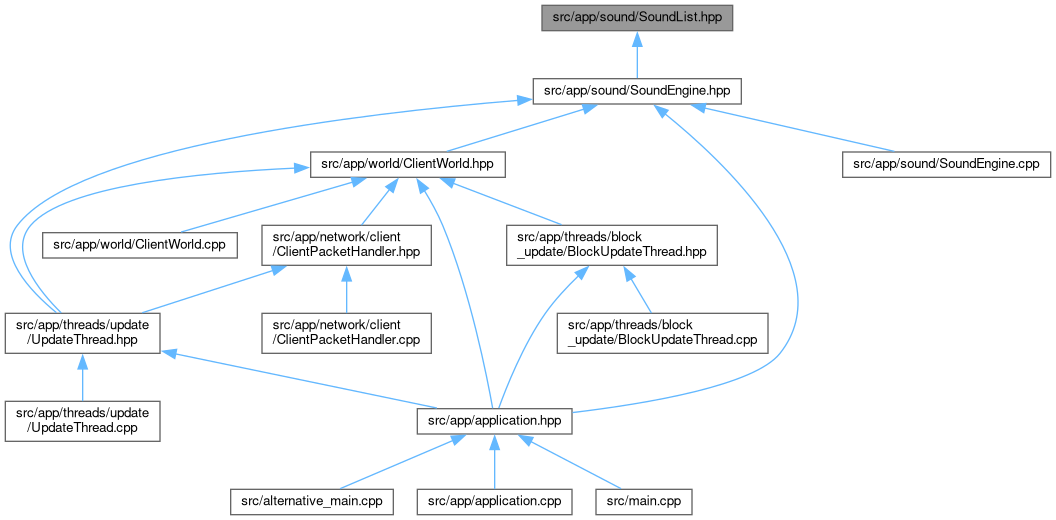 src/app/sound/SoundList.hpp
src/app/sound/SoundEngine.hpp
src/app/world/ClientWorld.hpp
src/app/sound/SoundEngine.cpp
src/app/world/ClientWorld.cpp
src/app/network/client
/ClientPacketHandler.hpp
src/app/threads/block
_update/BlockUpdateThread.hpp
src/app/threads/update
/UpdateThread.hpp
src/app/network/client
/ClientPacketHandler.cpp
src/app/threads/block
_update/BlockUpdateThread.cpp
src/app/threads/update
/UpdateThread.cpp
src/app/application.hpp
src/alternative_main.cpp
src/app/application.cpp
src/main.cpp